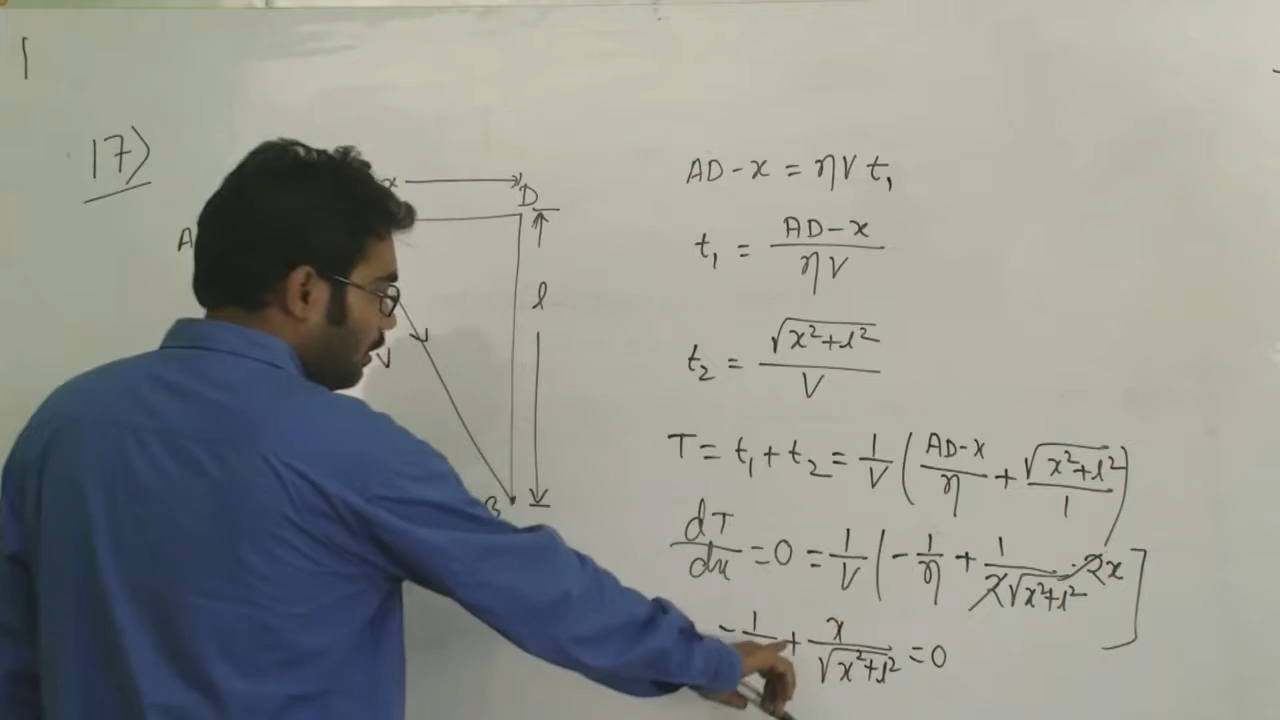 17)
x
D
A
l
V
B
AD-x = ηV t₁
t₁ = AD-x / ηV
t₂ = √(x²+l²) / V
T = t₁ + t₂ = 1/V ( AD-x / η + √(x²+l²) / 1 )
dT/dx = 0 = 1/V [ -1/η + 1 / 2√(x²+l²) · 2x ]
-1 + x / √(x²+l²) = 0